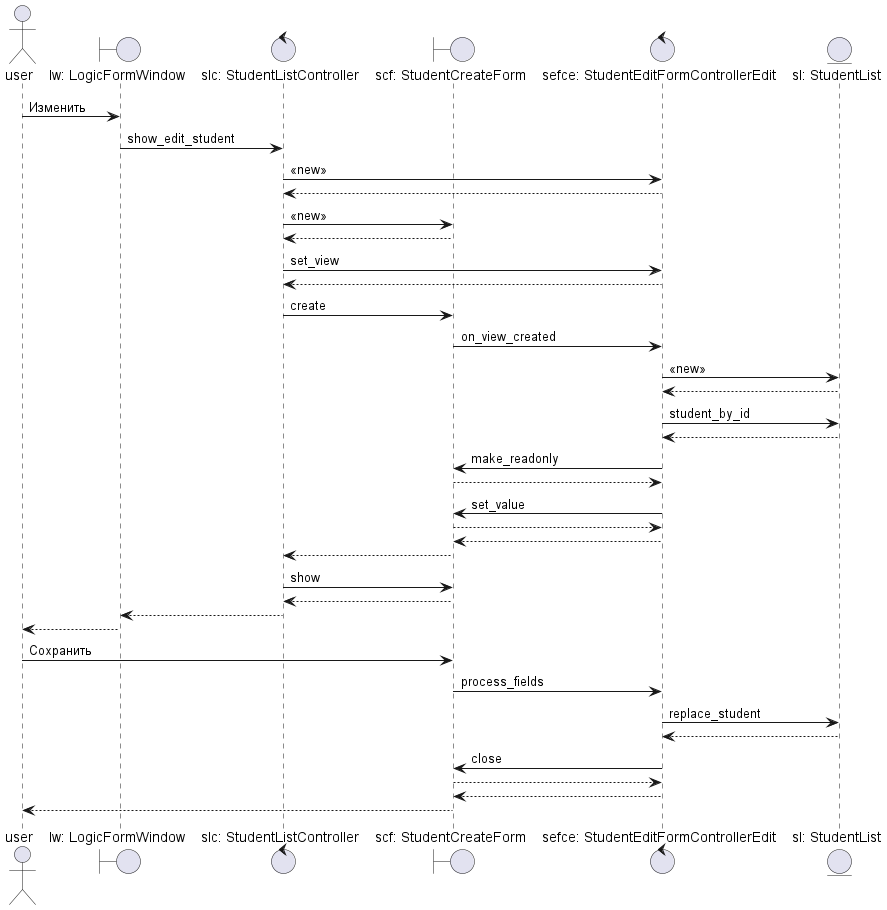 user lw: LogicFormWindow slc: StudentListController scf: StudentCreateForm sefce: StudentEditFormControllerEdit sl: StudentList
Изменить
show_edit_student
«new»
«new»
set_view
create
on_view_created
«new»
student_by_id
make_readonly
set_value
show
Сохранить
process_fields
replace_student
close
user lw: LogicFormWindow slc: StudentListController scf: StudentCreateForm sefce: StudentEditFormControllerEdit sl: StudentList